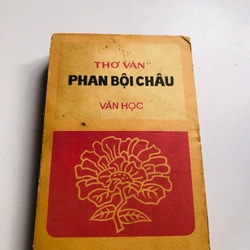 THƠ VĂN
PHAN BỘI CHÂU
VĂN HỌC